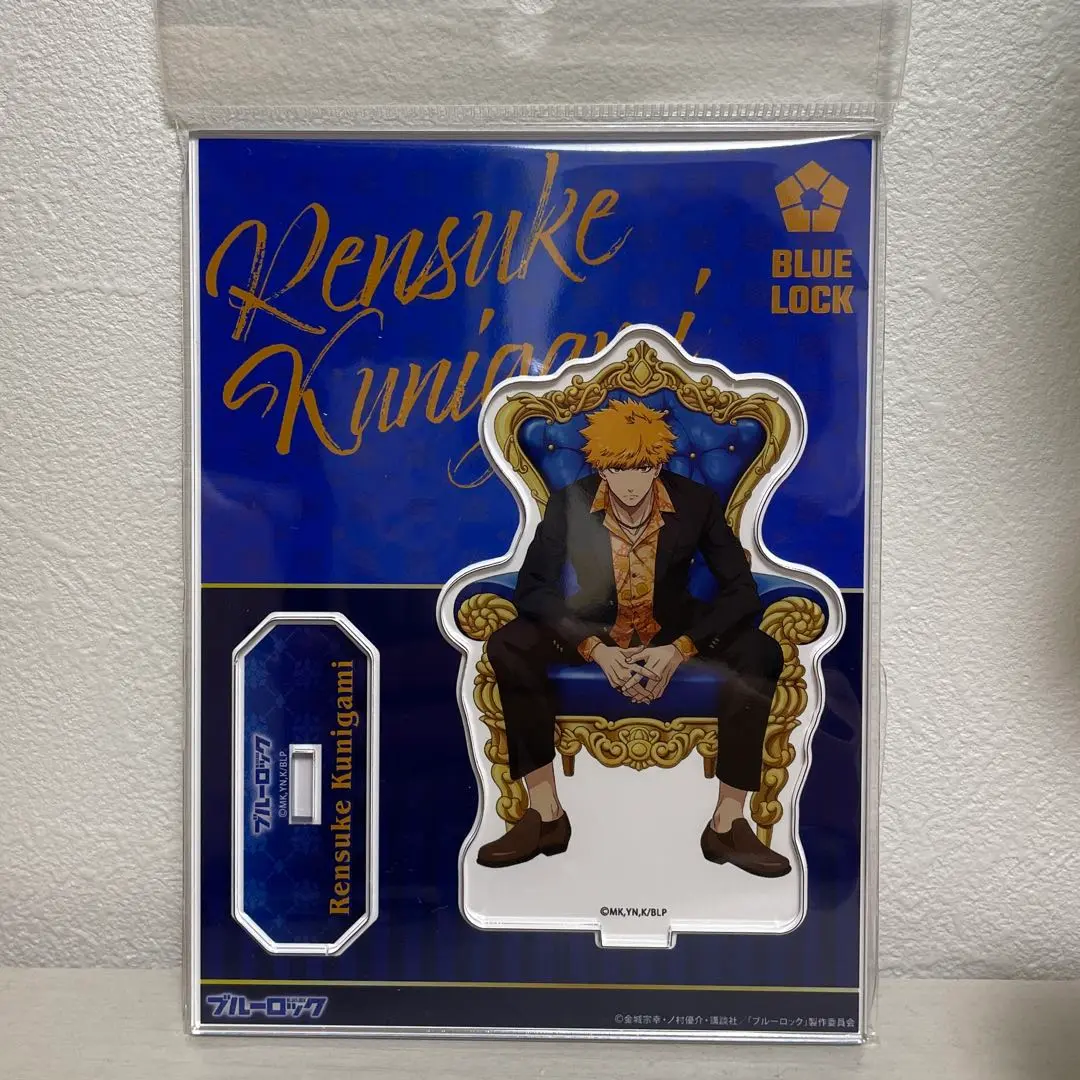 Rensuke
Kunigami
BLUE
LOCK
Rensuke Kunigami
ブルーロック
©MK,YN,K/BLP
©MK,YN,K/BLP
ブルーロック
©金城宗幸・ノ村優介・講談社/「ブルーロック」製作委員会